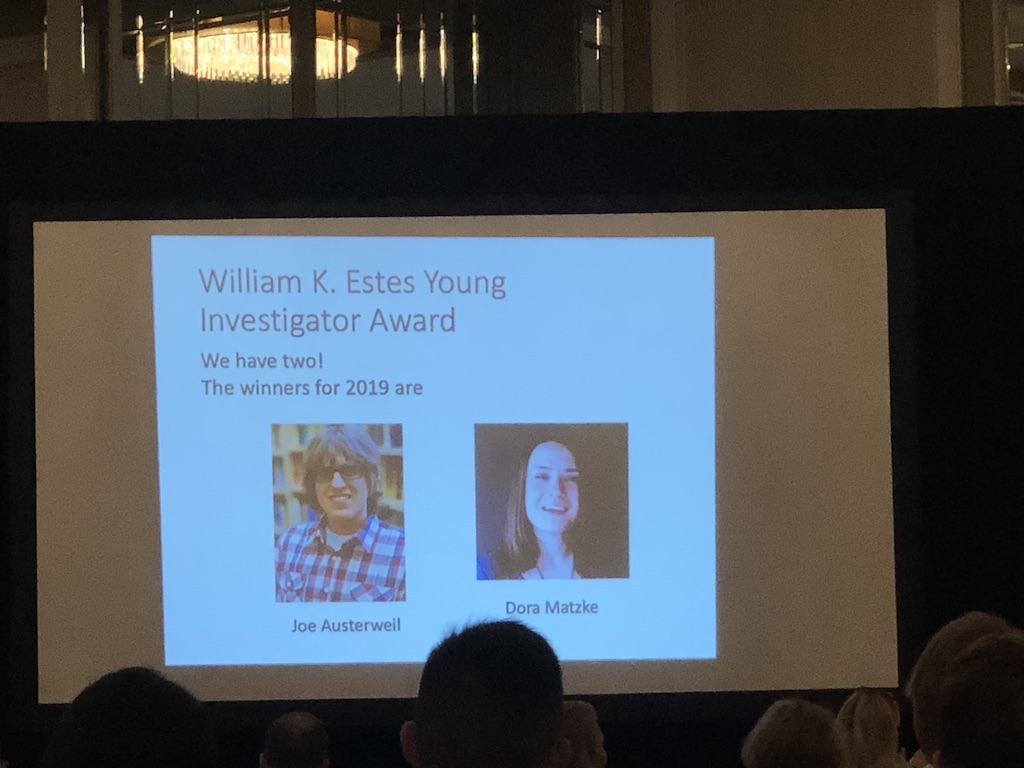 William K. Estes Young
Investigator Award
We have two!
The winners for 2019 are
Joe Austerweil
Dora Matzke